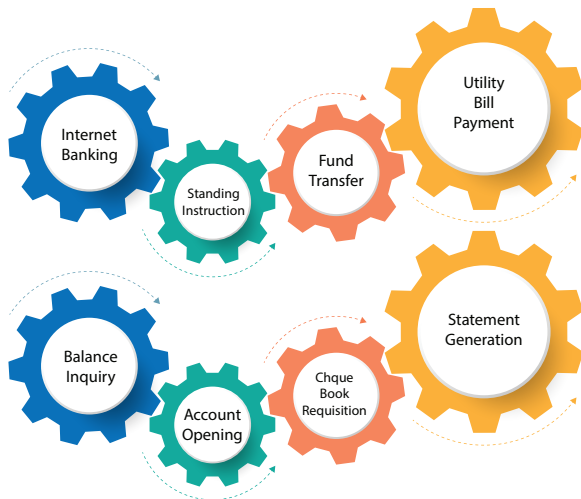 Internet
Banking
Standing
Instruction
Fund
Transfer
Utility
Bill
Payment
Balance
Inquiry
Account
Opening
Chque
Book
Requisition
Statement
Generation